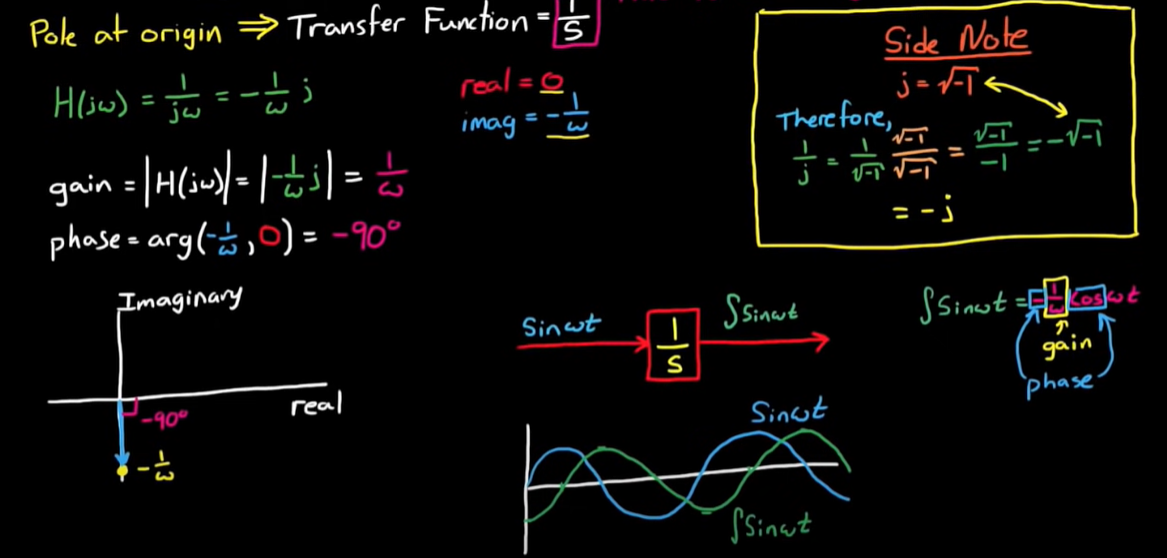 Pole at origin ⇒ Transfer Function = 1/S
H(jω) = 1/jω = -1/ω j
real = 0
imag = -1/ω
gain = |H(jω)| = |-1/ω j| = 1/ω
phase = arg(-1/ω, 0) = -90°
Side Note
j = √-1
Therefore,
1/j = 1/√-1 √-1/√-1 = √-1/-1 = -√-1
= -j
Imaginary
real
-90°
-1/ω
Sinωt
1/S
∫Sinωt
∫Sinωt = -1/ω cosωt
gain
phase
Sinωt
∫Sinωt